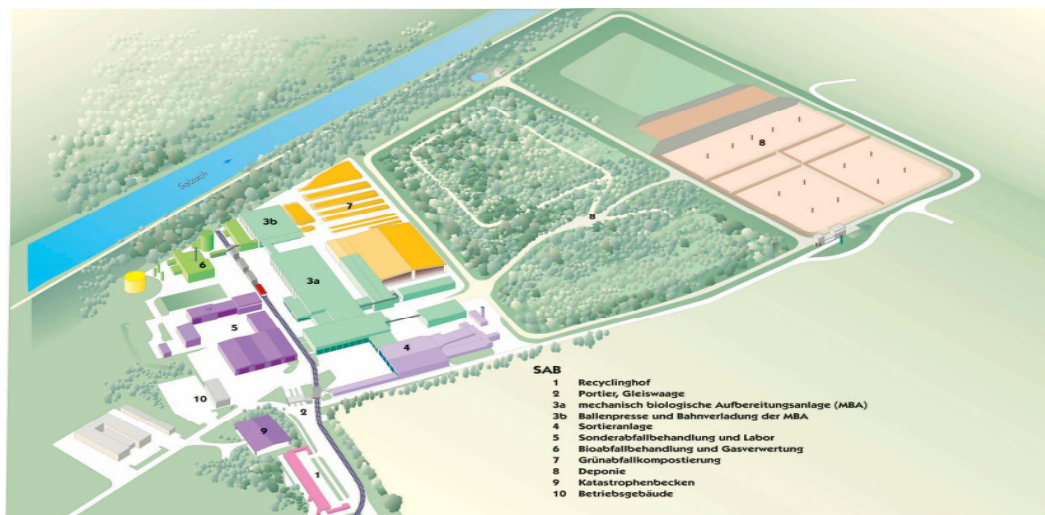 Salzach
8
8
7
3b
6
3a
5
4
10
2
9
1
SAB
1 Recyclinghof
2 Portier, Gleiswaage
3a mechanisch biologische Aufbereitungsanlage (MBA)
3b Ballenpresse und Bahnverladung der MBA
4 Sortieranlage
5 Sonderabfallbehandlung und Labor
6 Bioabfallbehandlung und Gasverwertung
7 Grünabfallkompostierung
8 Deponie
9 Katastrophenbecken
10 Betriebsgebäude